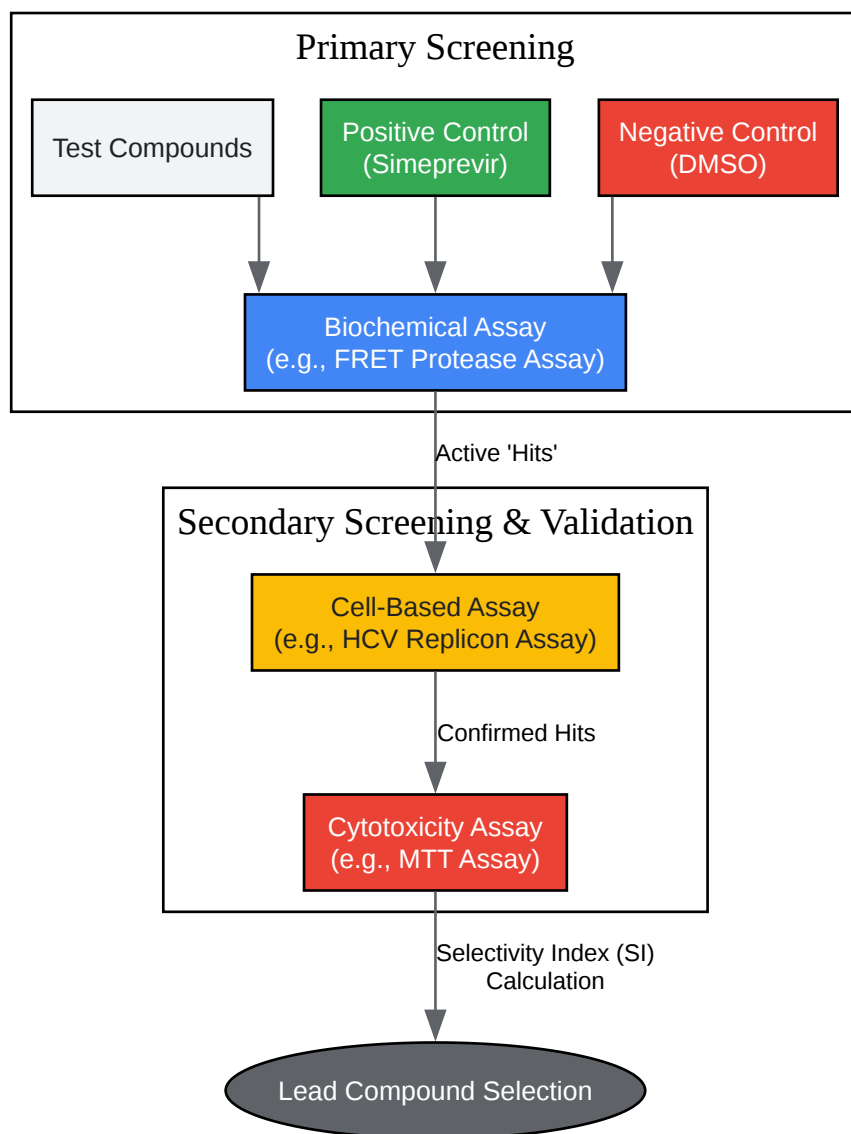 Primary Screening
Test Compounds
Positive Control
(Simeprevir)
Negative Control
(DMSO)
Biochemical Assay
(e.g., FRET Protease Assay)
Active 'Hits'
Secondary Screening & Validation
Cell-Based Assay
(e.g., HCV Replicon Assay)
Confirmed Hits
Cytotoxicity Assay
(e.g., MTT Assay)
Selectivity Index (SI)
Calculation
Lead Compound Selection